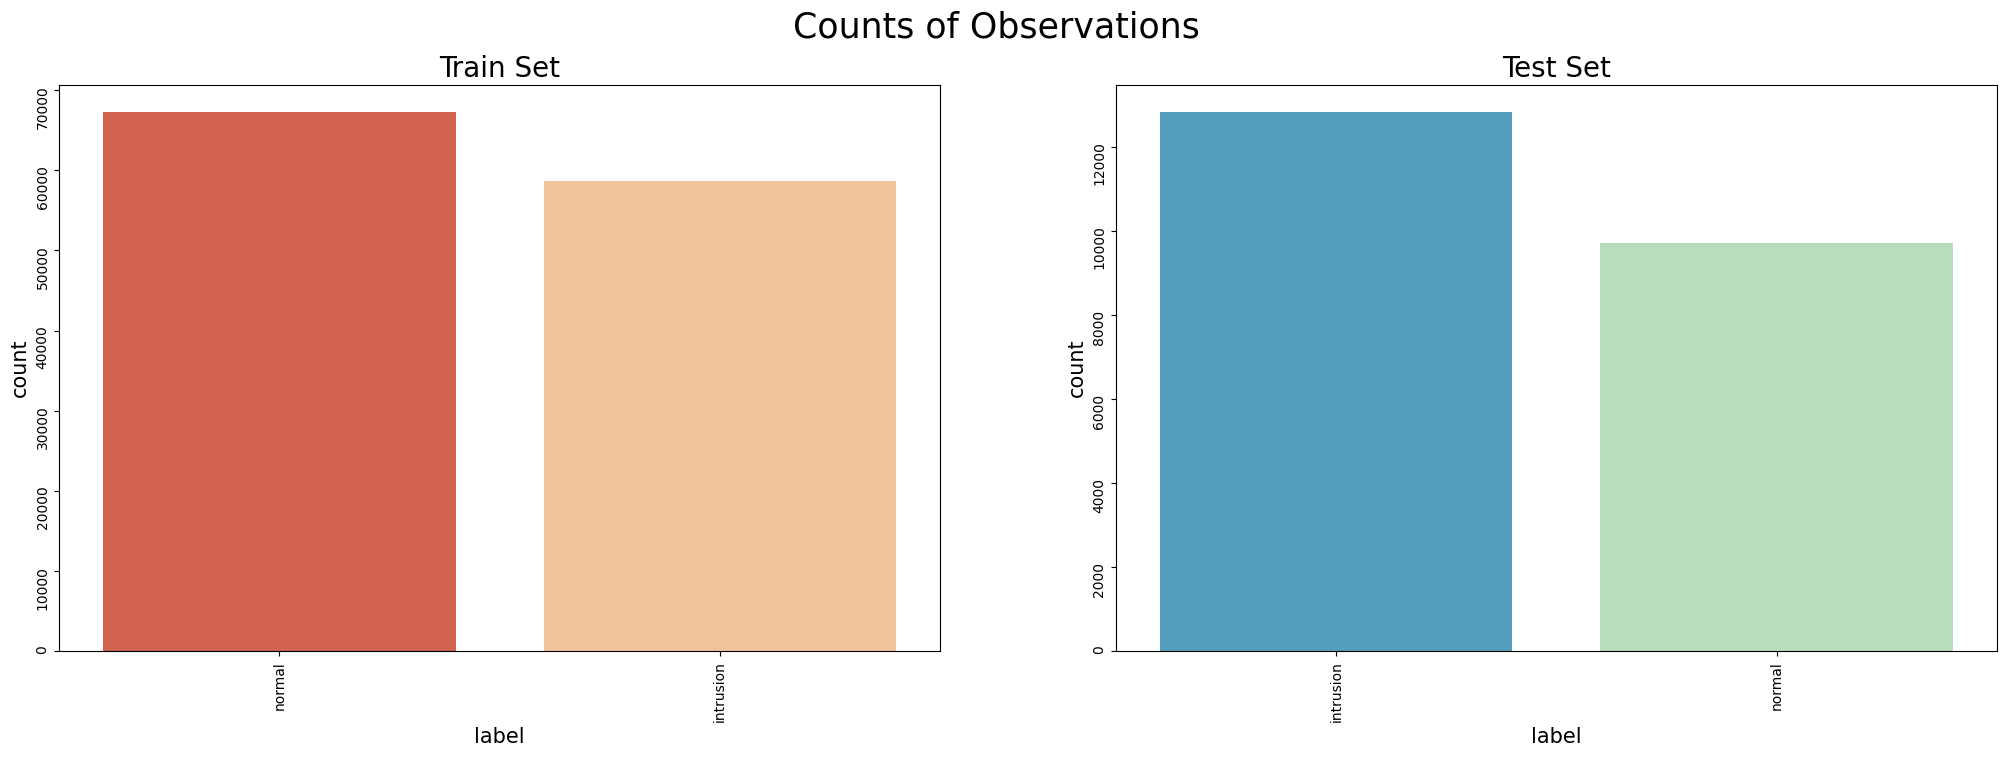 Counts of Observations
Train Set
count
70000
60000
50000
40000
30000
20000
10000
0
normal
intrusion
label
Test Set
count
12000
10000
8000
6000
4000
2000
0
intrusion
normal
label